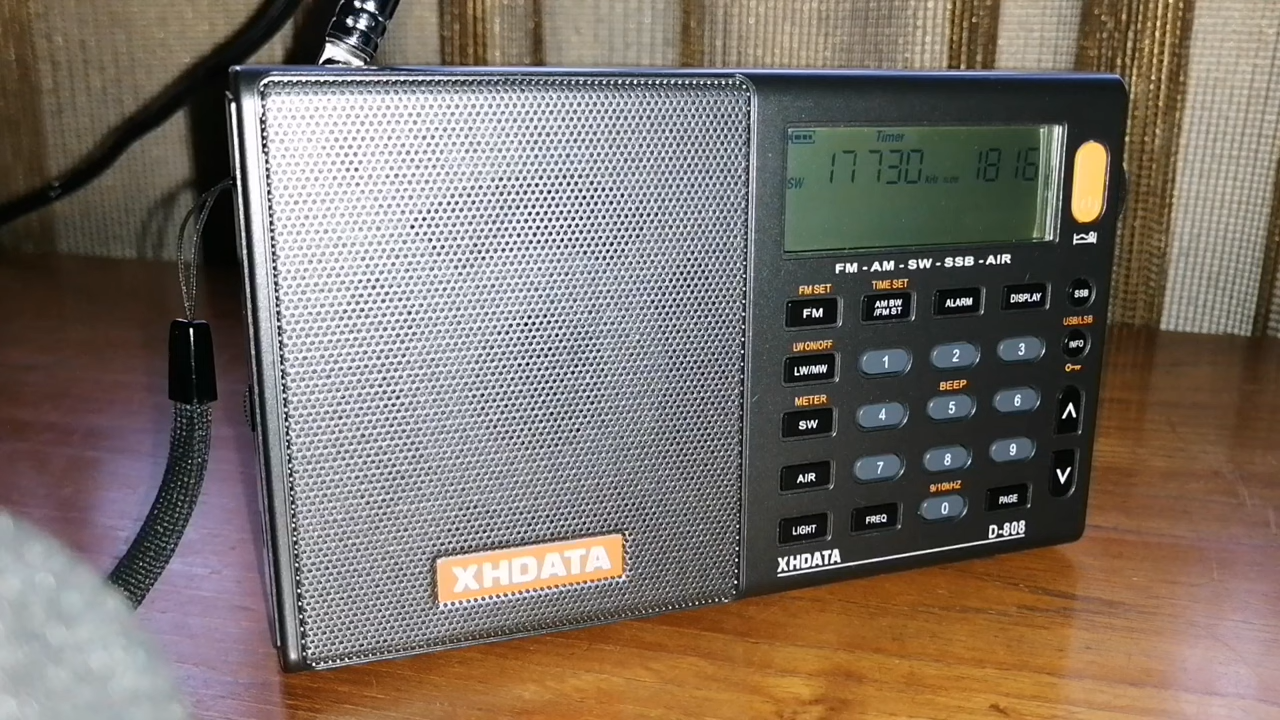 Timer
SW 17730 KHz 1816
FM - AM - SW - SSB - AIR
FM SET TIME SET
FM AM BW /FM ST ALARM DISPLAY SSB
USB/LSB
LW ON/OFF
LW/MW 1 2 3 INFO
METER BEEP
SW 4 5 6
AIR 7 8 9
9/10kHZ
LIGHT FREQ 0 PAGE
XHDATA D-808
XHDATA